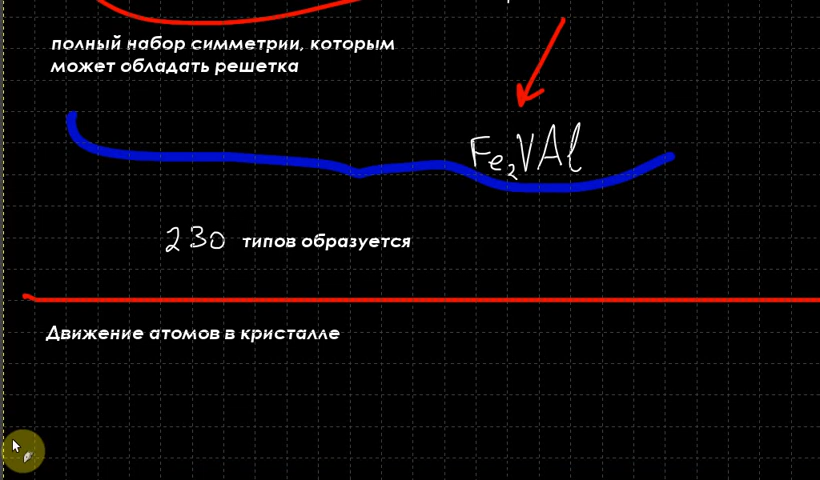 полный набор симметрии, которым
может обладать решетка
Fe₂VAl
230 типов образуется
Движение атомов в кристалле